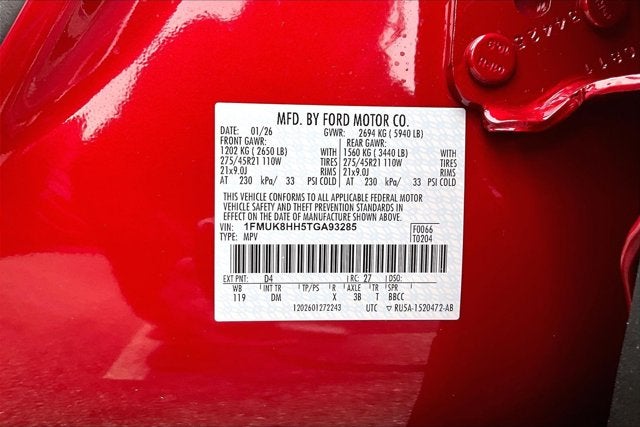 MFD. BY FORD MOTOR CO.
DATE: 01/26 GVWR: 2694 KG (5940 LB)
FRONT GAWR: REAR GAWR:
1202 KG (2650 LB) WITH 1560 KG (3440 LB) WITH
275/45R21 110W TIRES 275/45R21 110W TIRES
21x9.0J RIMS 21x9.0J RIMS
AT 230 kPa/ 33 PSI COLD AT 230 kPa/ 33 PSI COLD
THIS VEHICLE CONFORMS TO ALL APPLICABLE FEDERAL MOTOR
VEHICLE SAFETY AND THEFT PREVENTION STANDARDS IN
EFFECT ON THE DATE OF MANUFACTURE SHOWN ABOVE.
VIN: 1FMUK8HH5TGA93285 F0066
TYPE: MPV T0204
EXT PNT: D4 RC: 27 DSO:
WB INT TR TP/PS R AXLE TR SPR
119 DM X 3B T BBCC
1202601272243 UTC ▽ RU5A-1520472-AB